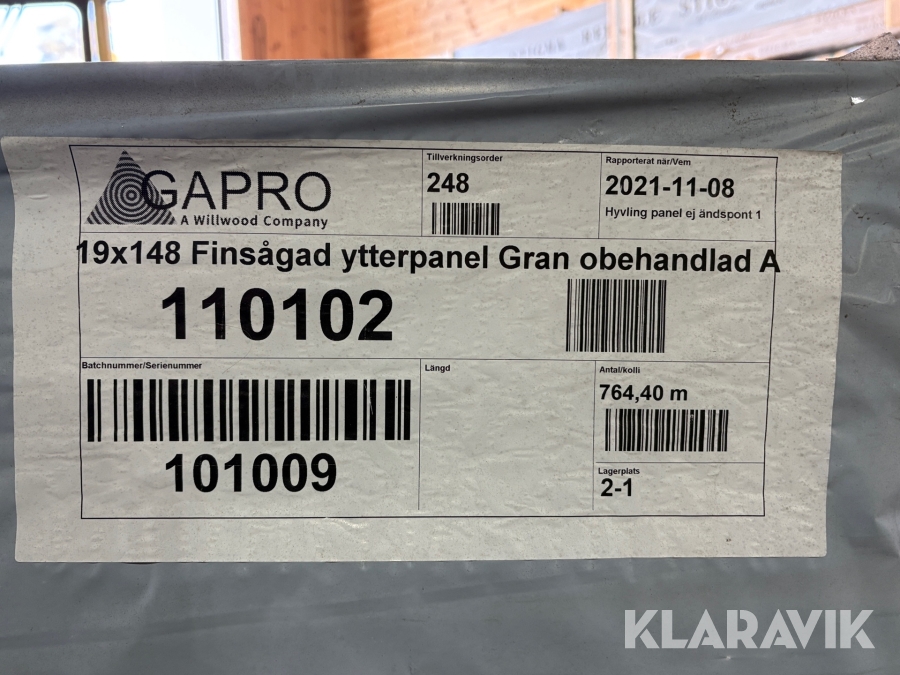 GAPRO
A Willwood Company
Tillverkningsorder
248
Rapporterat när/Vem
2021-11-08
Hyvling panel ej ändspont 1
19x148 Finsågad ytterpanel Gran obehandlad A
110102
Batchnummer/Serienummer
101009
Längd
Antal/kolli
764,40 m
Lagerplats
2-1
KLARAVIK